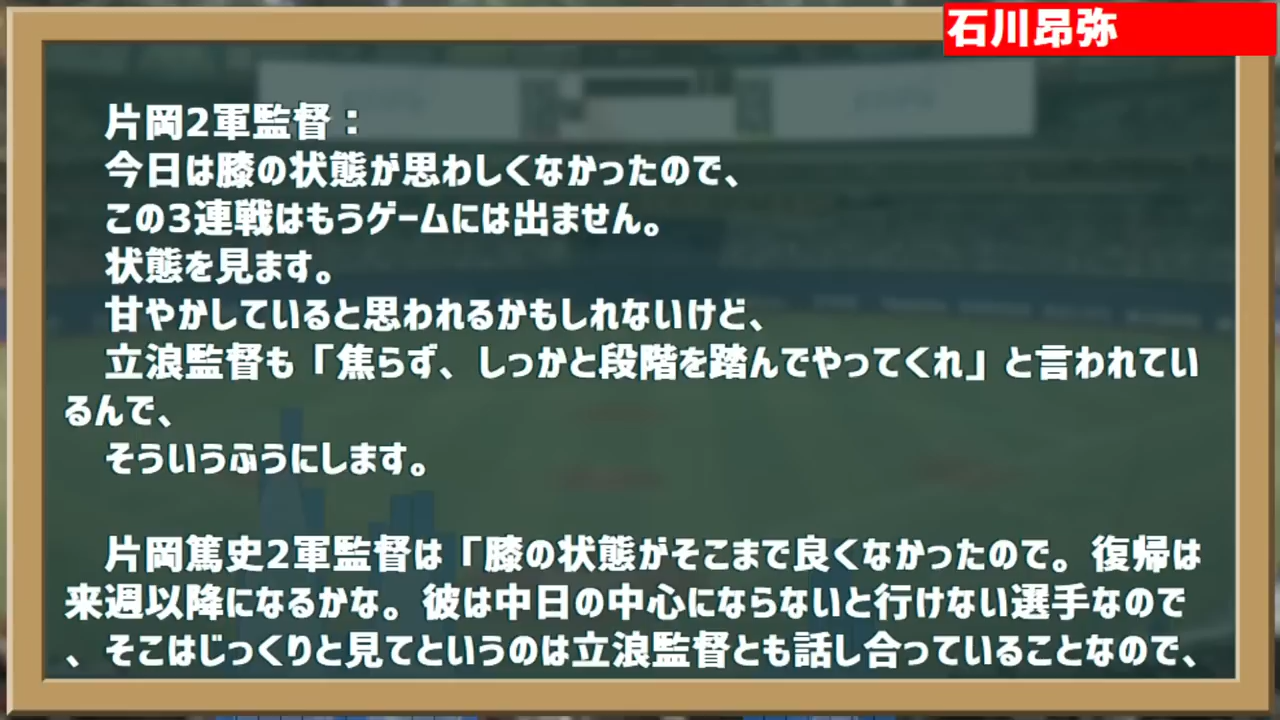 石川昂弥
片岡2軍監督：
今日は膝の状態が思わしくなかったので、
この3連戦はもうゲームには出ません。
状態を見ます。
甘やかしていると思われるかもしれないけど、
立浪監督も「焦らず、しっかと段階を踏んでやってくれ」と言われてい
るんで、
そういうふうにします。
片岡篤史2軍監督は「膝の状態がそこまで良くなかったので。復帰は
来週以降になるかな。彼は中日の中心にならないと行けない選手なので
、そこはじっくりと見てというのは立浪監督とも話し合っていることなので、